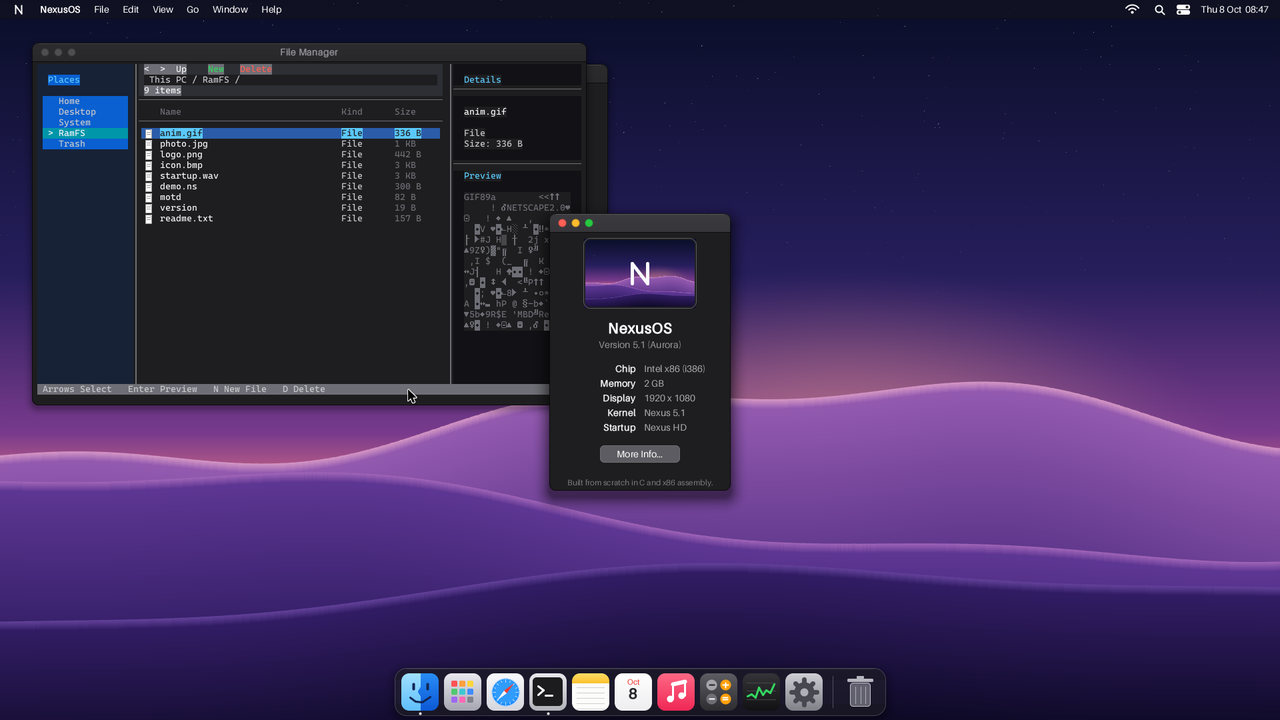 N NexusOS File Edit View Go Window Help Thu 8 Oct 08:47
File Manager
Places
Home
Desktop
System
> RamFS
Trash
< > Up New Delete
This PC / RamFS /
9 items
Name Kind Size
anim.gif File 336 B
photo.jpg File 1 KB
logo.png File 442 B
icon.bmp File 3 KB
startup.wav File 3 KB
demo.ns File 300 B
motd File 82 B
version File 19 B
readme.txt File 157 B
Arrows Select Enter Preview N New File D Delete
Details
anim.gif
File
Size: 336 B
Preview
GIF89a
N
NexusOS
Version 5.1 (Aurora)
Chip Intel x86 (i386)
Memory 2 GB
Display 1920 x 1080
Kernel Nexus 5.1
Startup Nexus HD
More Info...
Built from scratch in C and x86 assembly.
Oct
8